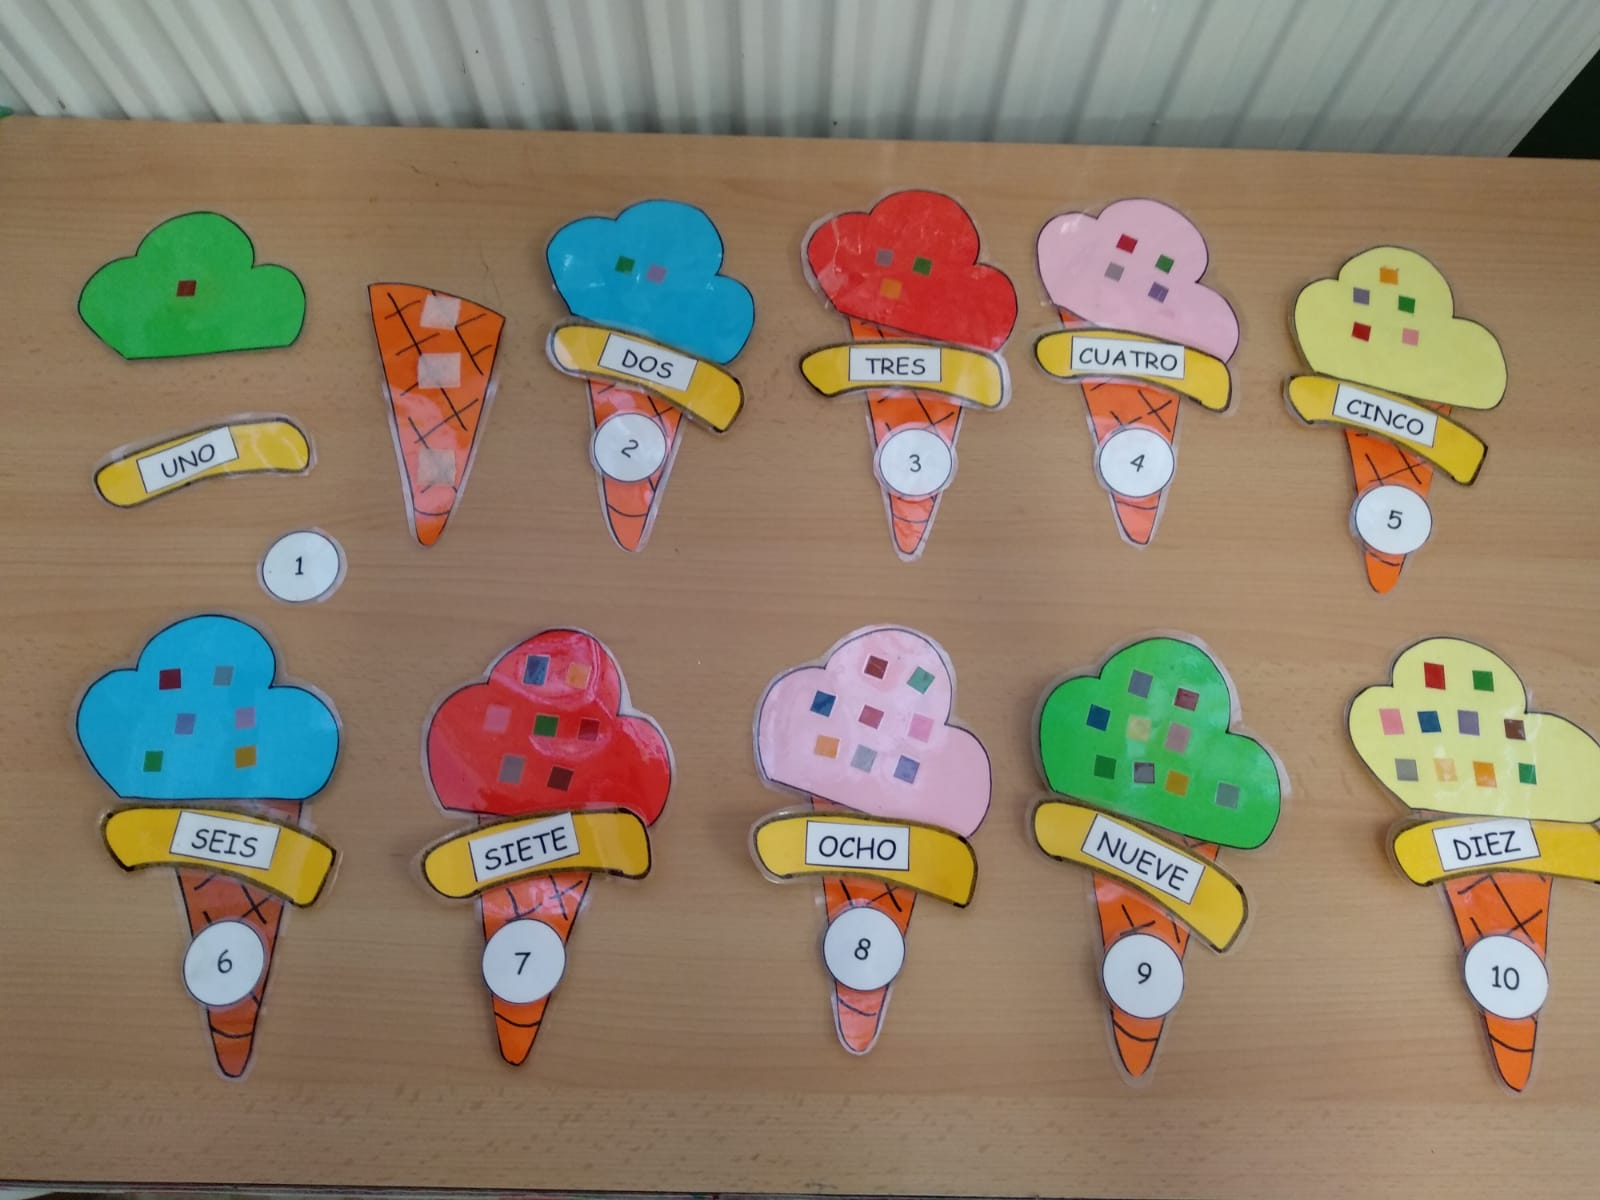 UNO
1
DOS
2
TRES
3
CUATRO
4
CINCO
5
SEIS
6
SIETE
7
OCHO
8
NUEVE
9
DIEZ
10